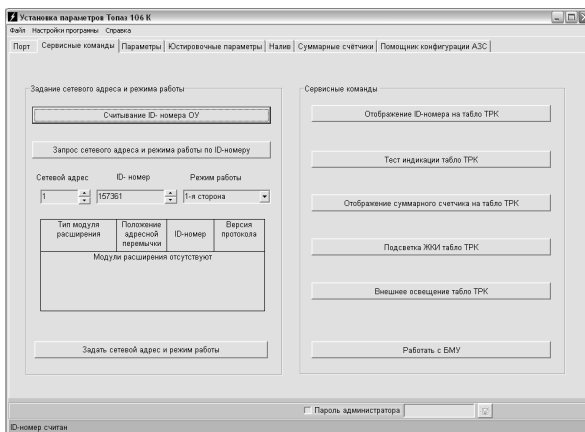 Установка параметров Топаз 106 К
Файл Настройки программы Справка
Порт Сервисные команды Параметры Юстировочные параметры Налив Суммарные счётчики Помощник конфигурации АЗС
Задание сетевого адреса и режима работы
Считывание ID- номера ОУ
Запрос сетевого адреса и режима работы по ID-номеру
Сетевой адрес ID- номер Режим работы
1 157361 1-я сторона
Тип модуля расширения Положение адресной перемычки ID-номер Версия протокола
Модули расширения отсутствуют
Задать сетевой адрес и режим работы
Сервисные команды
Отображение ID-номера на табло ТРК
Тест индикации табло ТРК
Отображение суммарного счетчика на табло ТРК
Подсветка ЖКИ табло ТРК
Внешнее освещение табло ТРК
Работать с БМУ
Пароль администратора
ID-номер считан